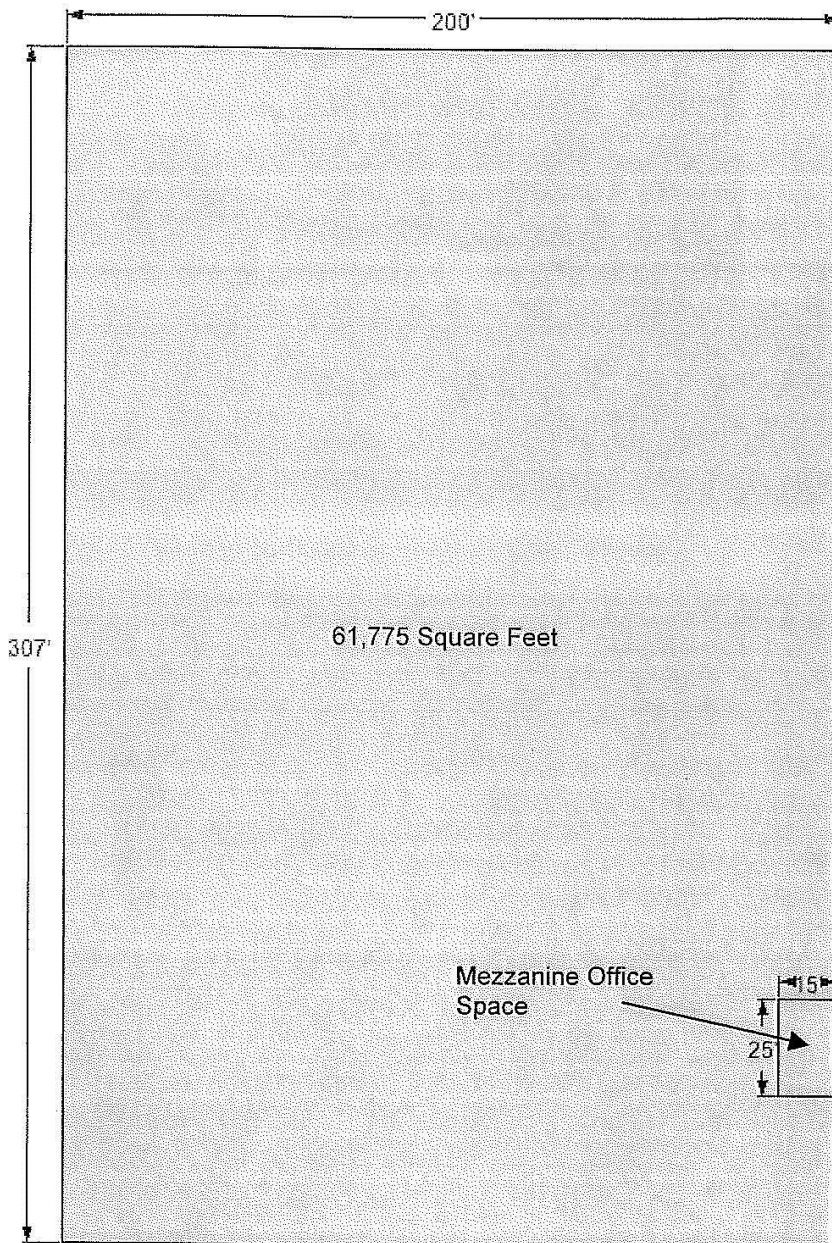 200'
307'
61,775 Square Feet
Mezzanine Office
Space
15'
25'